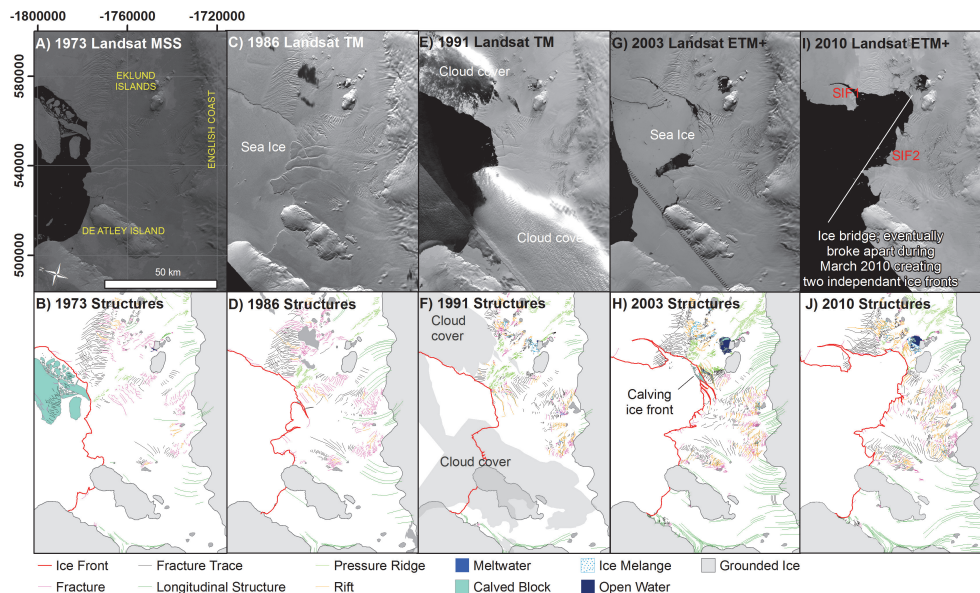 -1800000 -1760000 -1720000
A) 1973 Landsat MSS
C) 1986 Landsat TM
E) 1991 Landsat TM
G) 2003 Landsat ETM+
I) 2010 Landsat ETM+
580000
540000
500000
EKLUND
ISLANDS
ENGLISH COAST
DE ATLEY ISLAND
50 km
Sea Ice
Cloud cover
Cloud cover
Sea Ice
SIF1
SIF2
Ice bridge, eventually
broke apart during
March 2010 creating
two independant ice fronts
B) 1973 Structures
D) 1986 Structures
F) 1991 Structures
H) 2003 Structures
J) 2010 Structures
Cloud
cover
Cloud cover
Calving
ice front
Ice Front
Fracture Trace
Pressure Ridge
Meltwater
Ice Melange
Grounded Ice
Fracture
Longitudinal Structure
Rift
Calved Block
Open Water